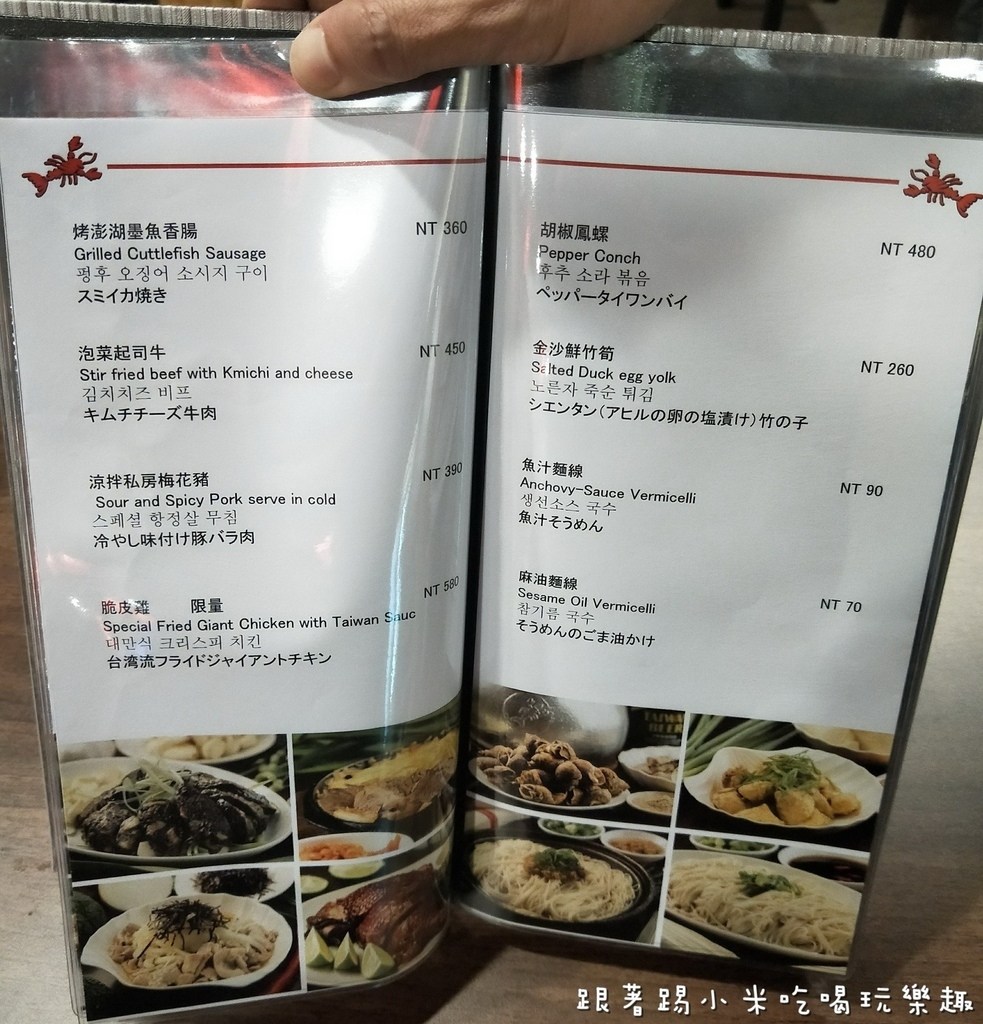 烤澎湖墨魚香腸 NT 360
Grilled Cuttlefish Sausage
펑후 오징어 소시지 구이
スミイカ焼き
泡菜起司牛 NT 450
Stir fried beef with Kmichi and cheese
김치치즈 비프
キムチチーズ牛肉
涼拌私房梅花豬 NT 390
Sour and Spicy Pork serve in cold
스페셜 항정살 무침
冷やし味付け豚バラ肉
脆皮雞 限量 NT 580
Special Fried Giant Chicken with Taiwan Sauc
대만식 크리스피 치킨
台湾流フライドジャイアントチキン
胡椒鳳螺 NT 480
Pepper Conch
후추 소라 볶음
ペッパータイワンバイ
金沙鮮竹筍 NT 260
Salted Duck egg yolk
노른자 죽순 튀김
シエンタン(アヒルの卵の塩漬け)竹の子
魚汁麵線 NT 90
Anchovy-Sauce Vermicelli
생선소스 국수
魚汁そうめん
麻油麵線 NT 70
Sesame Oil Vermicelli
참기름 국수
そうめんのごま油かけ
TAIWAN
BEER
跟著踢小米吃喝玩樂趣